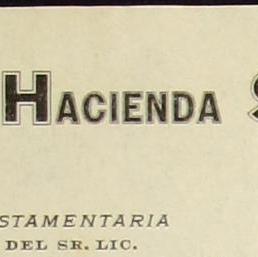 HACIENDA
STAMENTARIA
DEL SR. LIC.